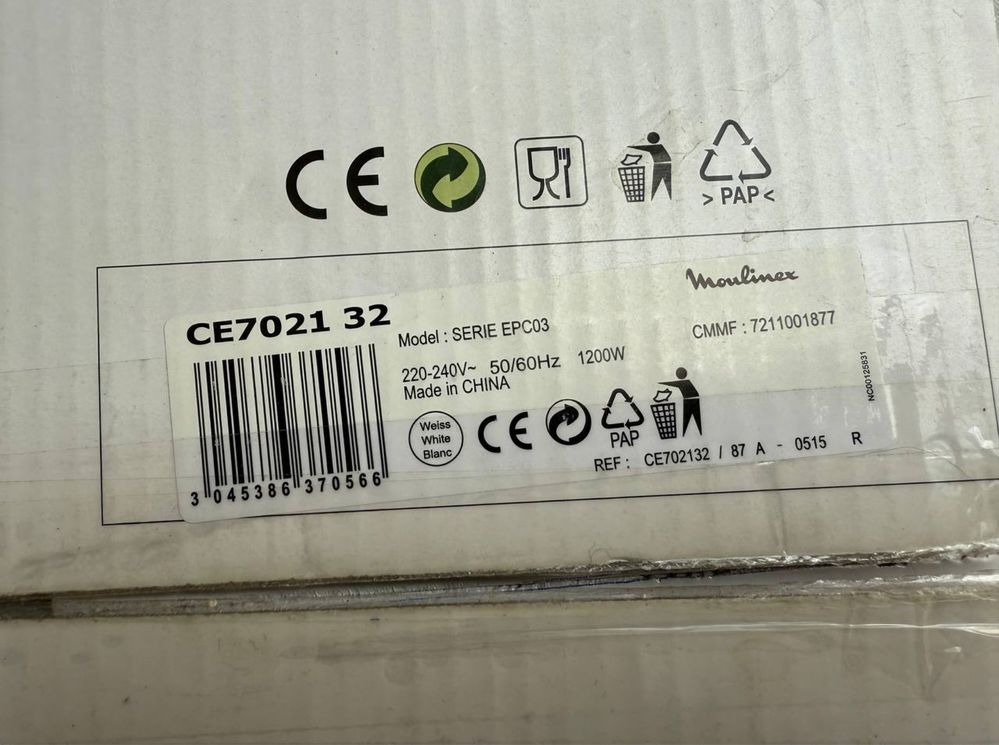 CE
> PAP <
Moulinex
CE7021 32
Model : SERIE EPC03
CMMF : 7211001877
220-240V~ 50/60Hz 1200W
Made in CHINA
NC00125831
Weiss
White
Blanc
CE
PAP
REF : CE702132 / 87 A - 0515 R
3 045386 370566